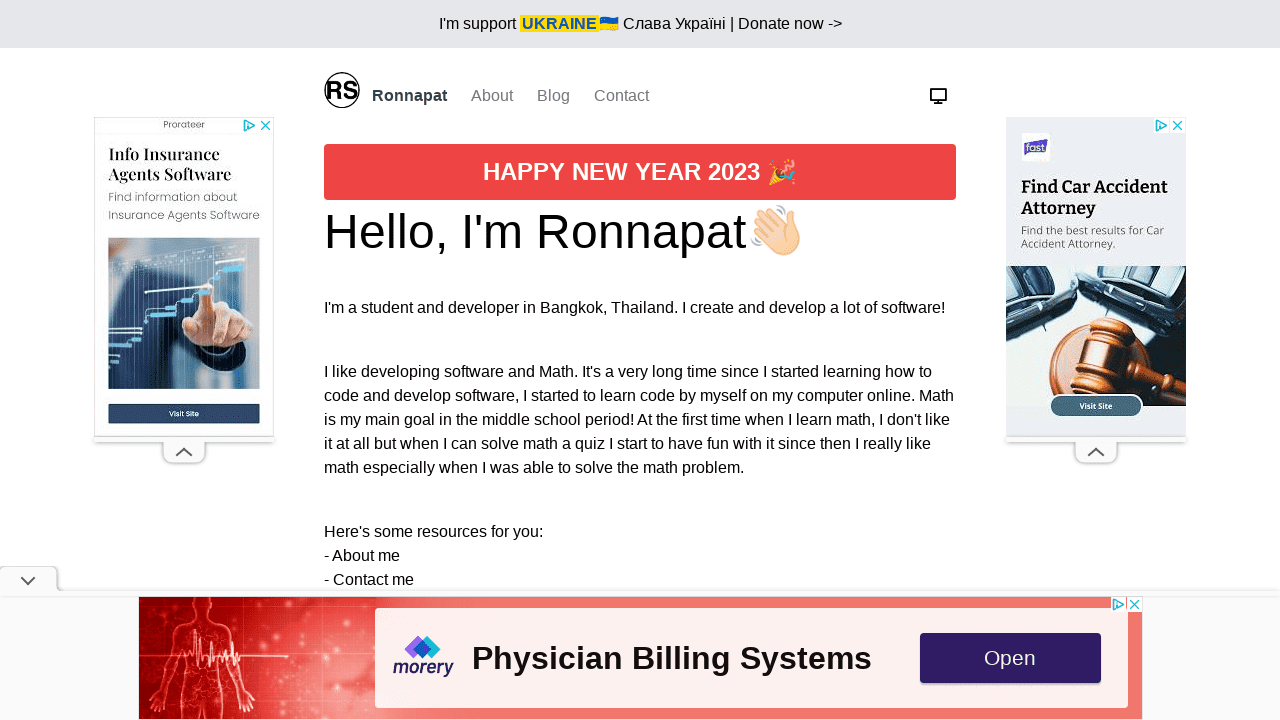 I'm support UKRAINE🇺🇦 Слава Україні | Donate now ->
RS Ronnapat About Blog Contact
HAPPY NEW YEAR 2023 🎉
Hello, I'm Ronnapat👋🏻
I'm a student and developer in Bangkok, Thailand. I create and develop a lot of software!
I like developing software and Math. It's a very long time since I started learning how to
code and develop software, I started to learn code by myself on my computer online. Math
is my main goal in the middle school period! At the first time when I learn math, I don't like
it at all but when I can solve math a quiz I start to have fun with it since then I really like
math especially when I was able to solve the math problem.
Here's some resources for you:
- About me
- Contact me
Prorateer
Info Insurance
Agents Software
Find information about
Insurance Agents Software
Visit Site
fast
Find Car Accident
Attorney
Find the best results for Car
Accident Attorney.
Visit Site
morery
Physician Billing Systems
Open